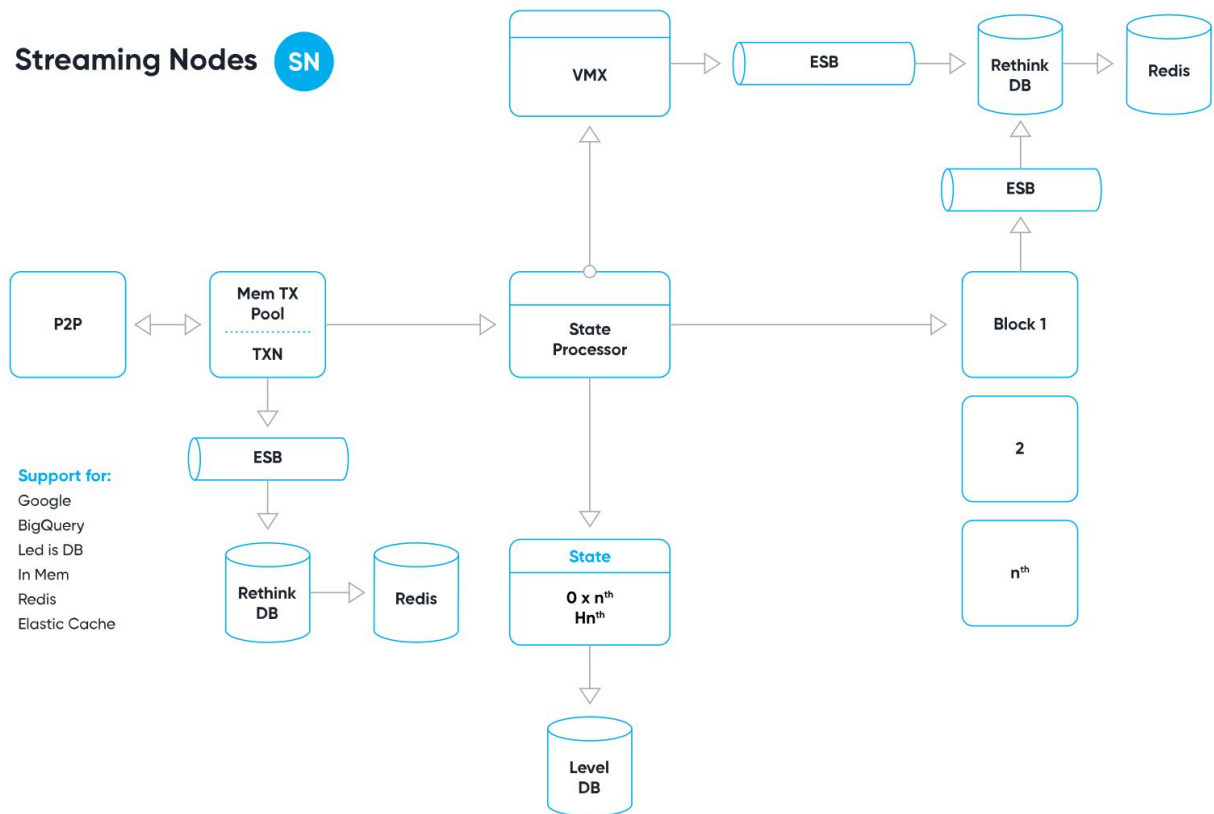 Streaming Nodes SN
VMX
ESB
Rethink
DB
Redis
ESB
P2P
Mem TX
Pool
TXN
State
Processor
Block 1
ESB
2
Support for:
Google
BigQuery
Led is DB
In Mem
Redis
Elastic Cache
Rethink
DB
Redis
State
0 x nᵗʰ
Hnᵗʰ
nᵗʰ
Level
DB